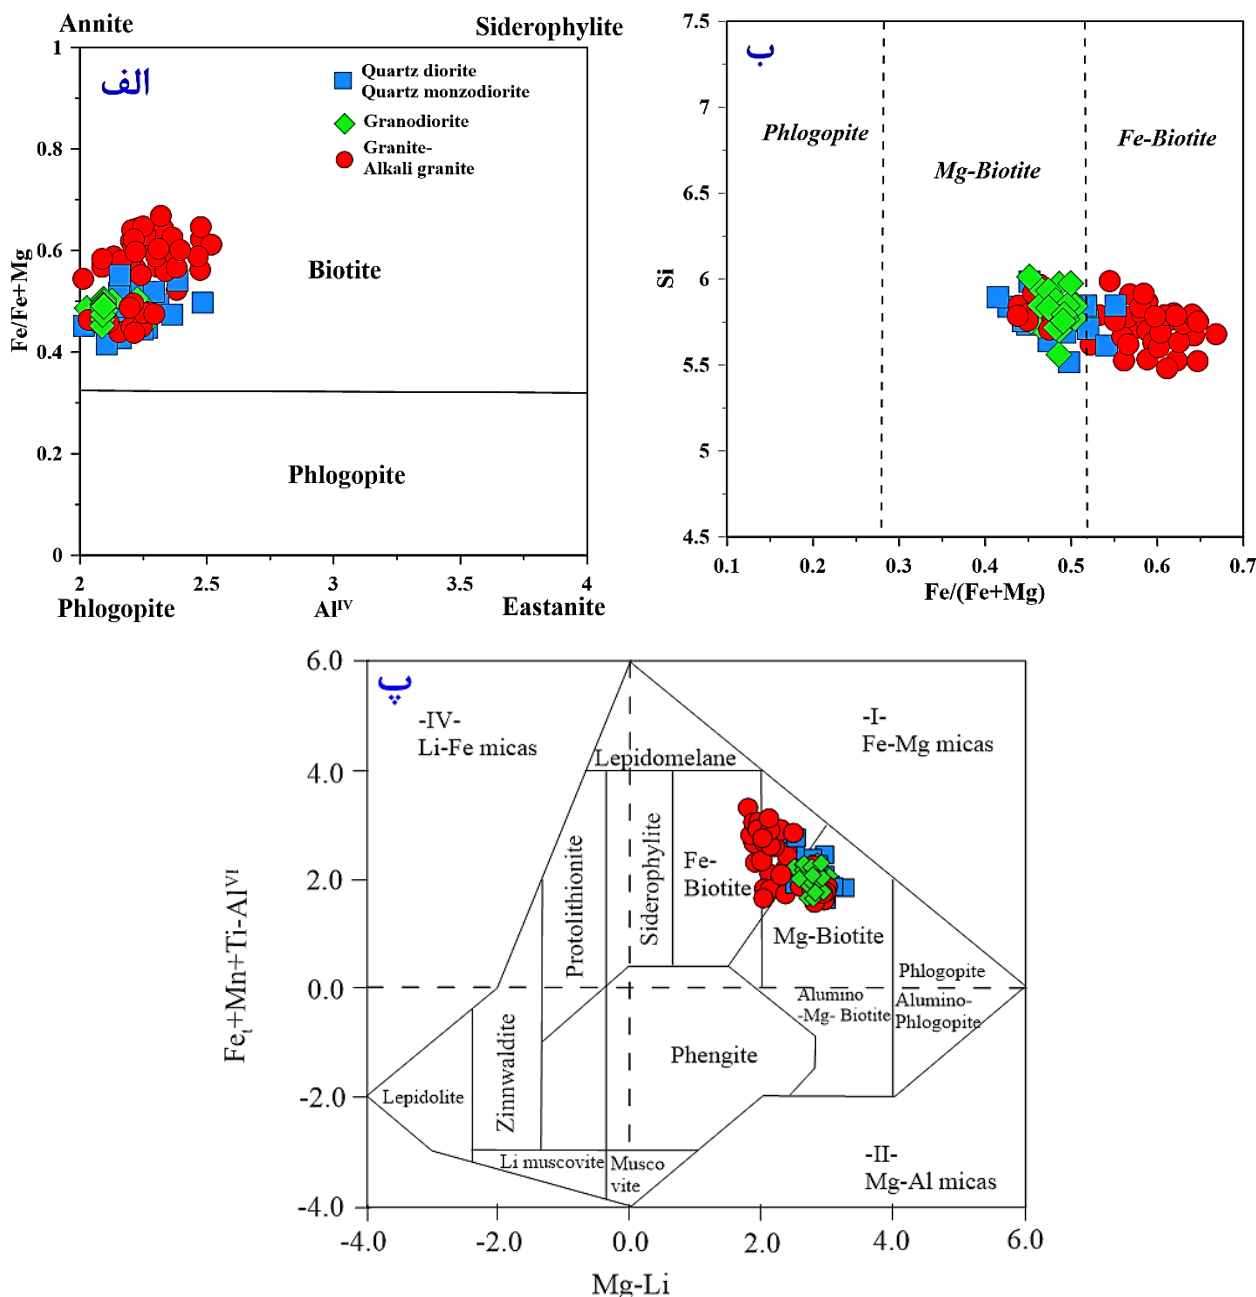 Annite
Siderophylite
الف
Quartz diorite
Quartz monzodiorite
Granodiorite
Granite-
Alkali granite
Biotite
Phlogopite
1
0.8
0.6
0.4
0.2
0
Fe/Fe+Mg
2
2.5
3
3.5
4
Phlogopite
Al^IV
Eastanite
ب
Phlogopite
Mg-Biotite
Fe-Biotite
7.5
7
6.5
6
5.5
5
4.5
Si
0.1
0.2
0.3
0.4
0.5
0.6
0.7
Fe/(Fe+Mg)
پ
-IV-
Li-Fe micas
-I-
Fe-Mg micas
Lepidomelane
Protolithionite
Siderophylite
Fe-
Biotite
Mg-Biotite
Phlogopite
Alumino
-Mg- Biotite
Alumino-
Phlogopite
Phengite
Zinnwaldite
Lepidolite
Li muscovite
Musco
vite
-II-
Mg-Al micas
6.0
4.0
2.0
0.0
-2.0
-4.0
Fe_t+Mn+Ti-Al^VI
-4.0
-2.0
0.0
2.0
4.0
6.0
Mg-Li